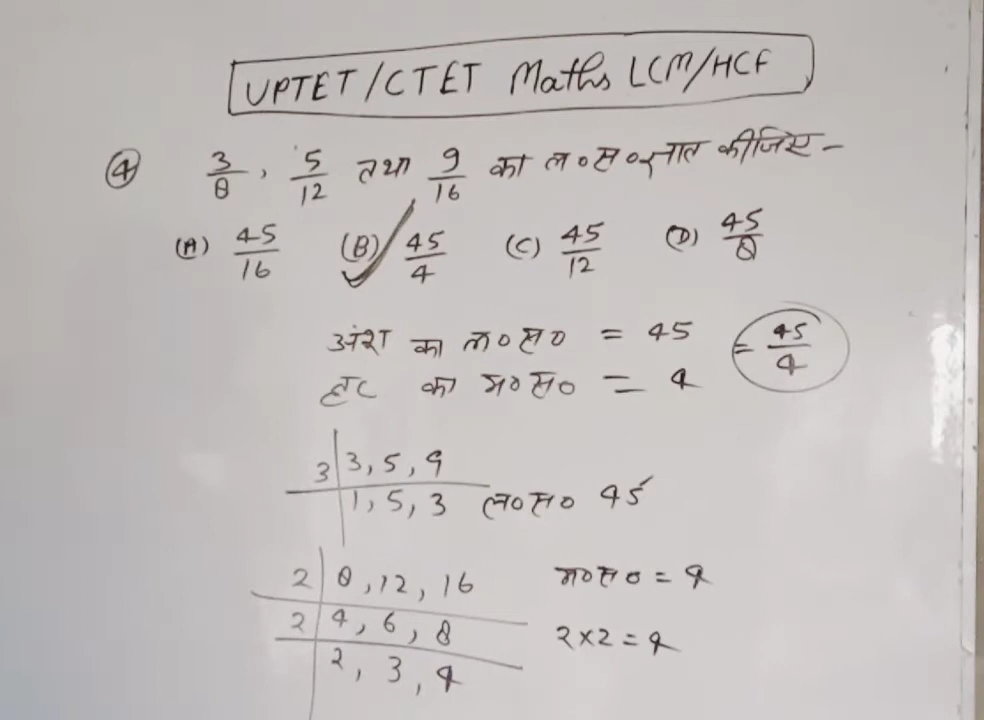 UPTET/CTET Maths LCM/HCF
④ 3/8, 5/12 तथा 9/16 का ल०स० ज्ञात कीजिए -
(A) 45/16 (B) 45/4 (C) 45/12 (D) 45/8
अंश का ल०स० = 45 = 45/4
हर का म०स० = 4
3 | 3, 5, 9
1, 5, 3 ल०स० 45
2 | 8, 12, 16 म०स० = 4
2 | 4, 6, 8 2×2=4
2, 3, 4